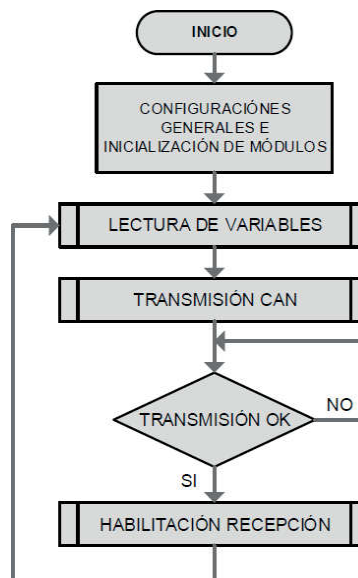 INICIO
CONFIGURACIÓNES
GENERALES E
INICIALIZACIÓN DE MÓDULOS
LECTURA DE VARIABLES
TRANSMISIÓN CAN
TRANSMISIÓN OK
NO
SI
HABILITACIÓN RECEPCIÓN